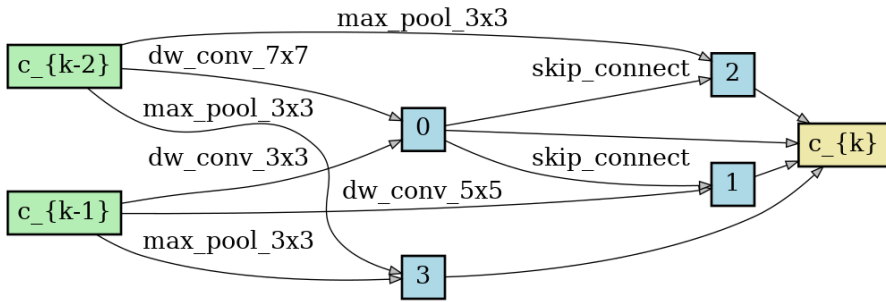 max_pool_3x3
c_{k-2}
dw_conv_7x7
skip_connect
2
max_pool_3x3
0
c_{k}
dw_conv_3x3
skip_connect
dw_conv_5x5
1
c_{k-1}
max_pool_3x3
3